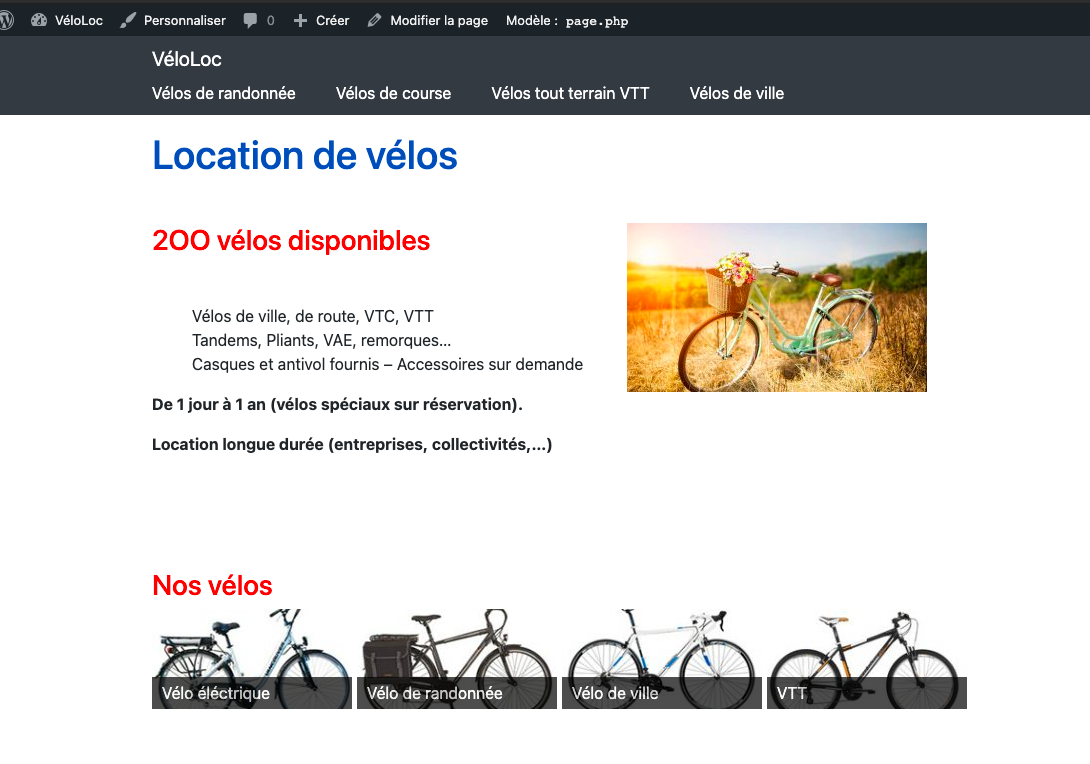 VéloLoc Personnaliser 0 Créer Modifier la page Modèle : page.php
VéloLoc
Vélos de randonnée Vélos de course Vélos tout terrain VTT Vélos de ville
Location de vélos
2OO vélos disponibles
Vélos de ville, de route, VTC, VTT
Tandems, Pliants, VAE, remorques...
Casques et antivol fournis – Accessoires sur demande
De 1 jour à 1 an (vélos spéciaux sur réservation).
Location longue durée (entreprises, collectivités,...)
Nos vélos
Vélo éléctrique Vélo de randonnée Vélo de ville VTT